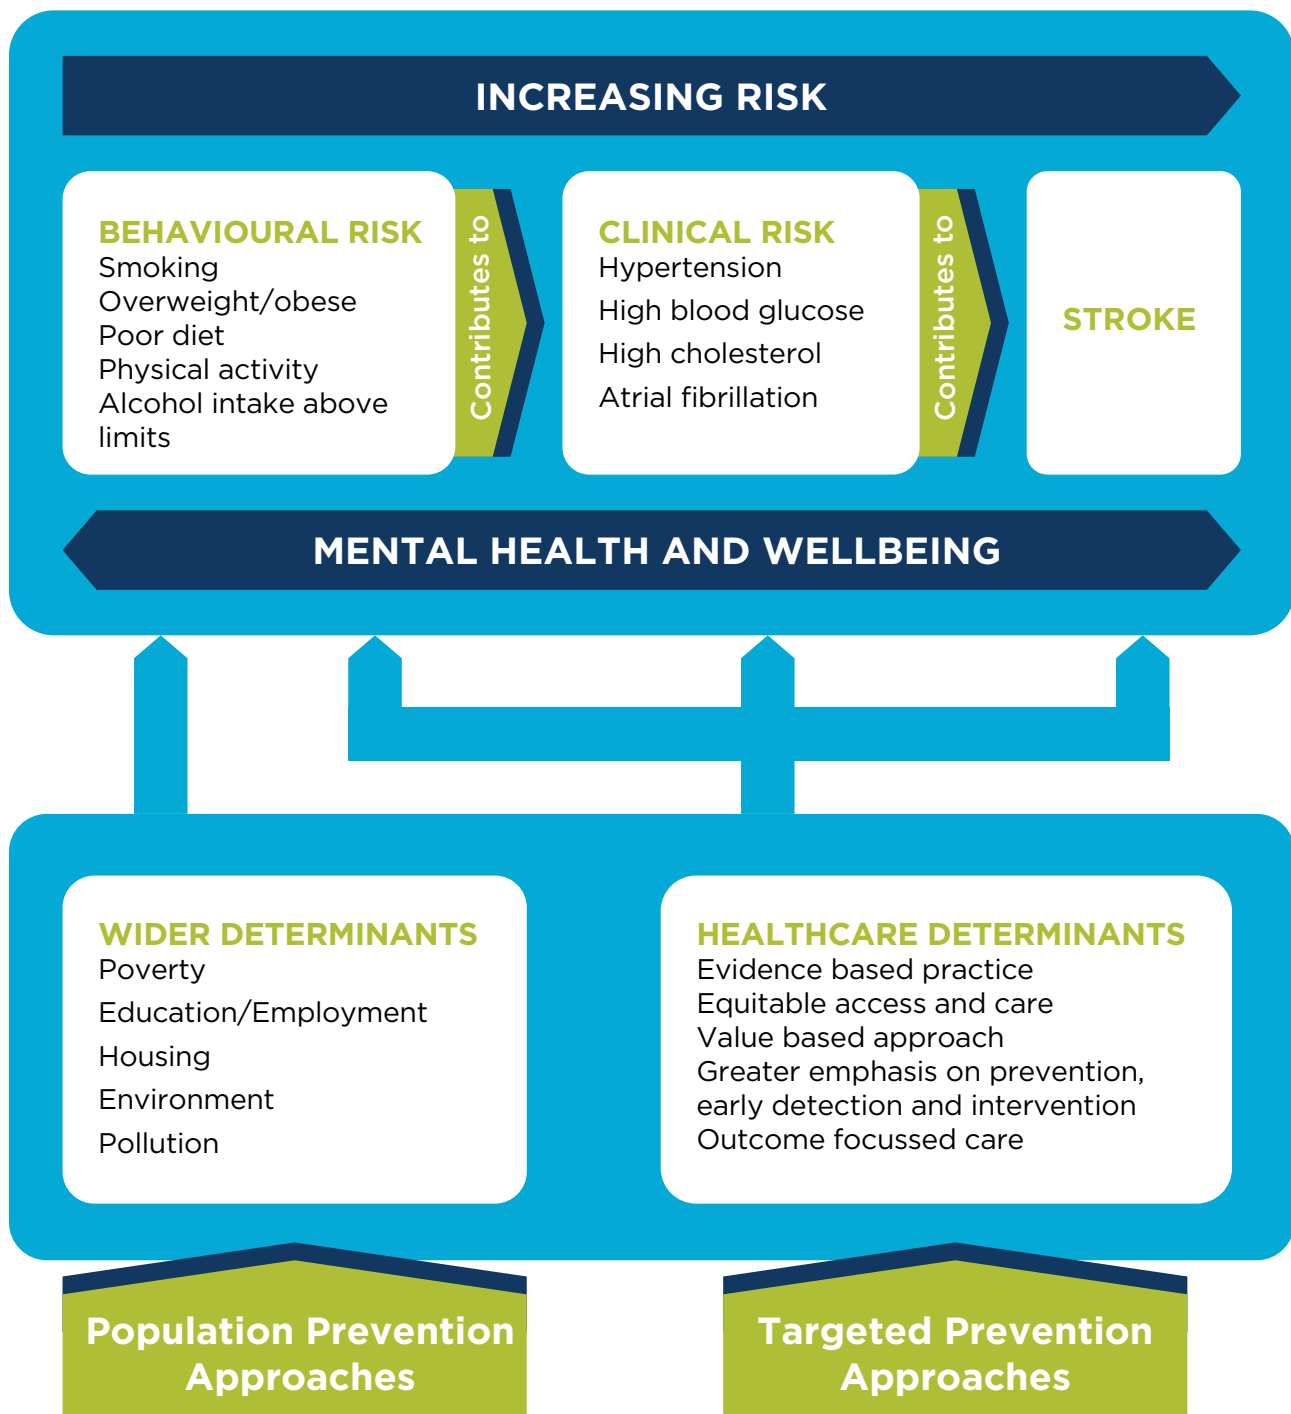 INCREASING RISK
BEHAVIOURAL RISK
Smoking
Overweight/obese
Poor diet
Physical activity
Alcohol intake above
limits
Contributes to
CLINICAL RISK
Hypertension
High blood glucose
High cholesterol
Atrial fibrillation
Contributes to
STROKE
MENTAL HEALTH AND WELLBEING
WIDER DETERMINANTS
Poverty
Education/Employment
Housing
Environment
Pollution
HEALTHCARE DETERMINANTS
Evidence based practice
Equitable access and care
Value based approach
Greater emphasis on prevention,
early detection and intervention
Outcome focussed care
Population Prevention
Approaches
Targeted Prevention
Approaches